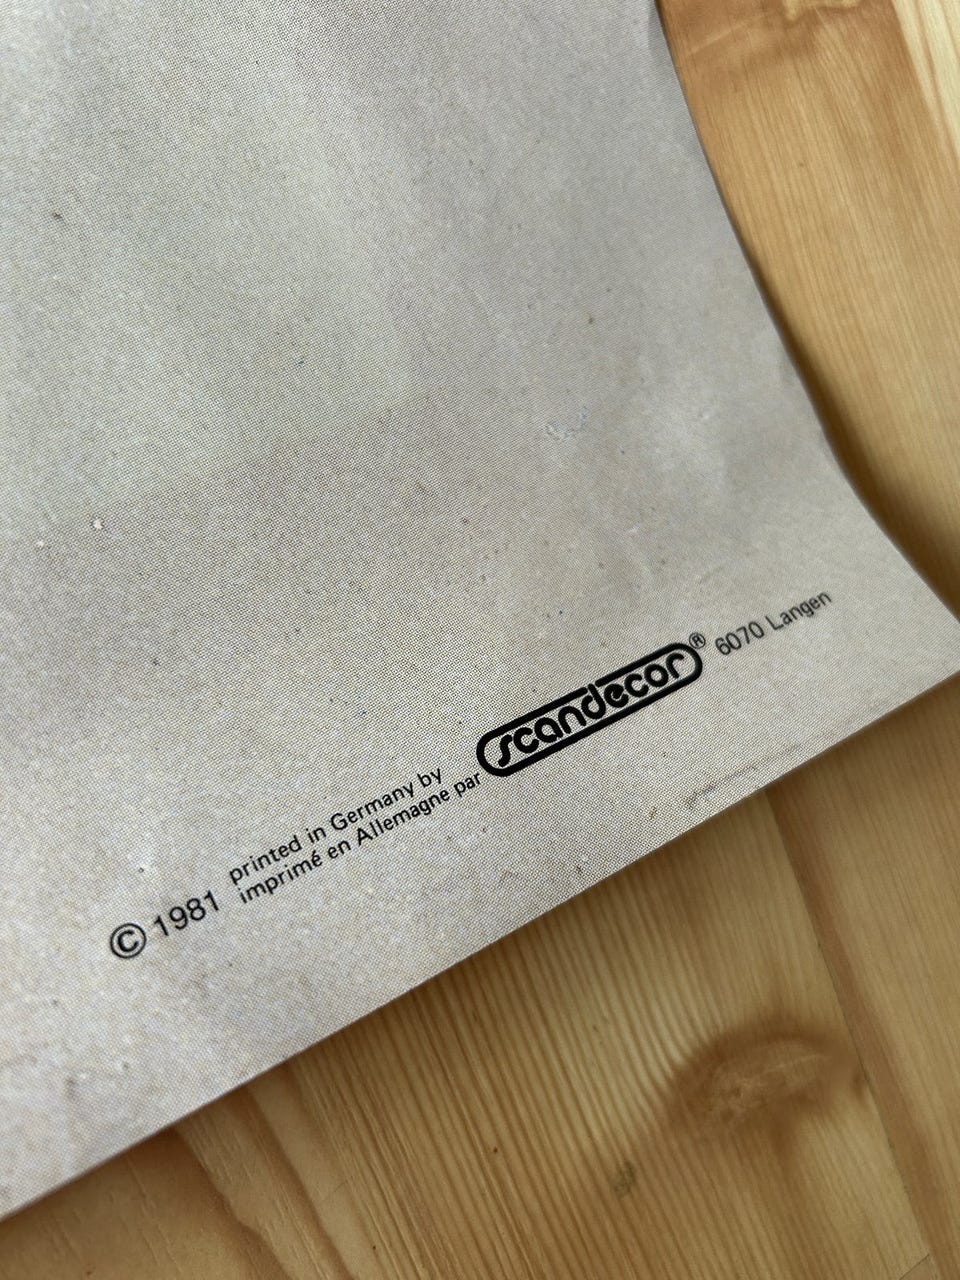 © 1981 printed in Germany by
imprimé en Allemagne par
scandecor® 6070 Langen